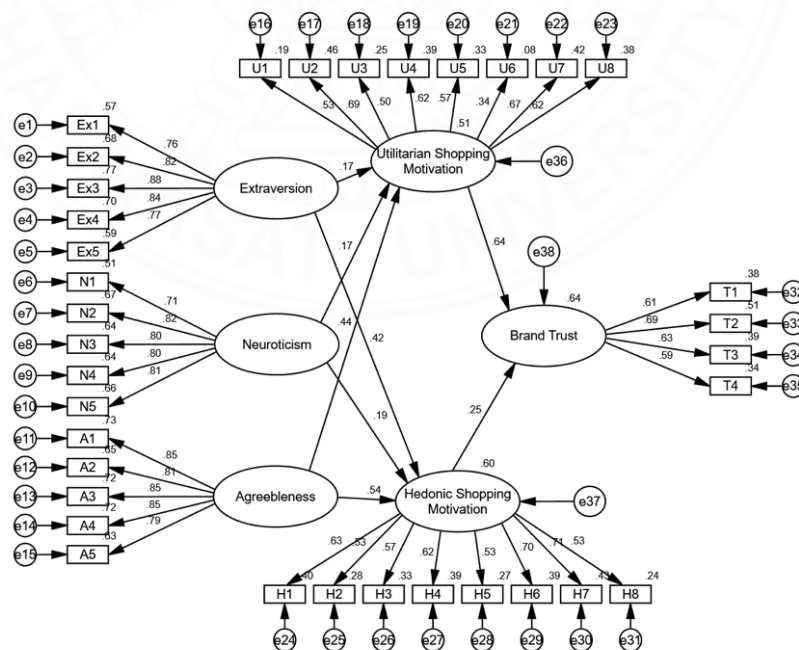 e16 e17 e18 e19 e20 e21 e22 e23
.19 .46 .25 .39 .33 .08 .42 .38
U1 U2 U3 U4 U5 U6 U7 U8
.53 .69 .50 .62 .57 .34 .67 .62
.51
Utilitarian Shopping
Motivation
e36
.57
e1 Ex1
.68
e2 Ex2
.77
e3 Ex3
.70
e4 Ex4
.59
e5 Ex5
.76
.82
.88
.84
.77
Extraversion
.17
.51
e6 N1
.67
e7 N2
.64
e8 N3
.64
e9 N4
.66
e10 N5
.71
.82
.80
.80
.81
Neuroticism
.17
.44
.42
.19
.64
e38
.64
Brand Trust
.25
.61
.69
.63
.59
.38
T1 e32
.51
T2 e33
.39
T3 e34
.34
T4 e35
.73
e11 A1
.65
e12 A2
.72
e13 A3
.72
e14 A4
.63
e15 A5
.85
.81
.85
.85
.79
Agreebleness
.54
.60
Hedonic Shopping
Motivation
e37
.63 .53 .57 .62 .53 .70 .71 .53
.40 .28 .33 .39 .27 .39 .43 .24
H1 H2 H3 H4 H5 H6 H7 H8
e24 e25 e26 e27 e28 e29 e30 e31